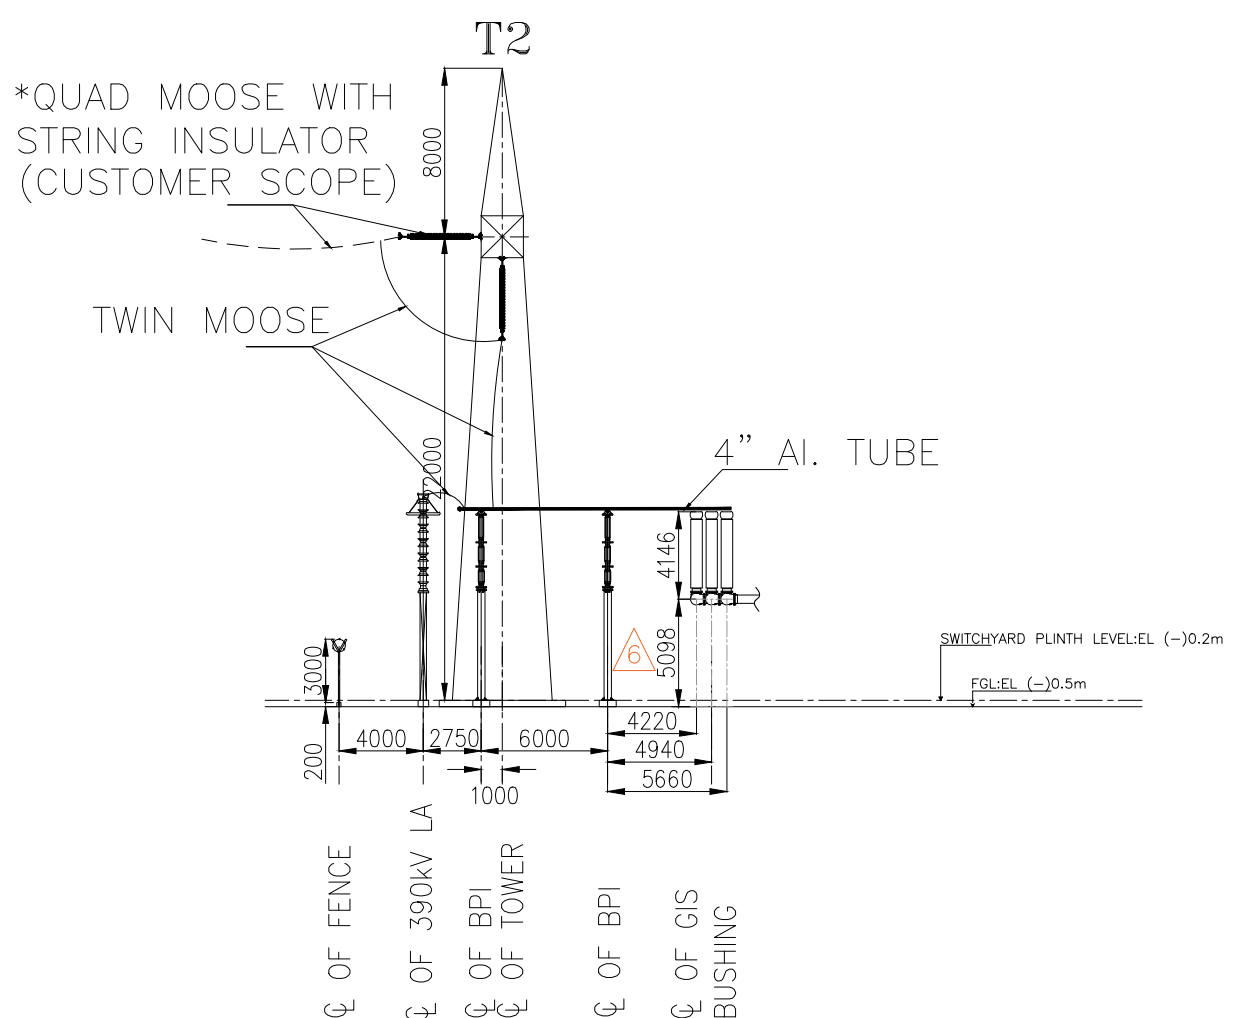 T2
*QUAD MOOSE WITH
STRING INSULATOR
(CUSTOMER SCOPE)
8000
TWIN MOOSE
22000
4” Al. TUBE
4146
5098
6
3000
200
SWITCHYARD PLINTH LEVEL:EL (–)0.2m
FGL:EL (–)0.5m
4000
2750
6000
4220
4940
5660
1000
℄ OF FENCE
℄ OF 390kV LA
℄ OF BPI
℄ OF TOWER
℄ OF BPI
℄ OF GIS
BUSHING